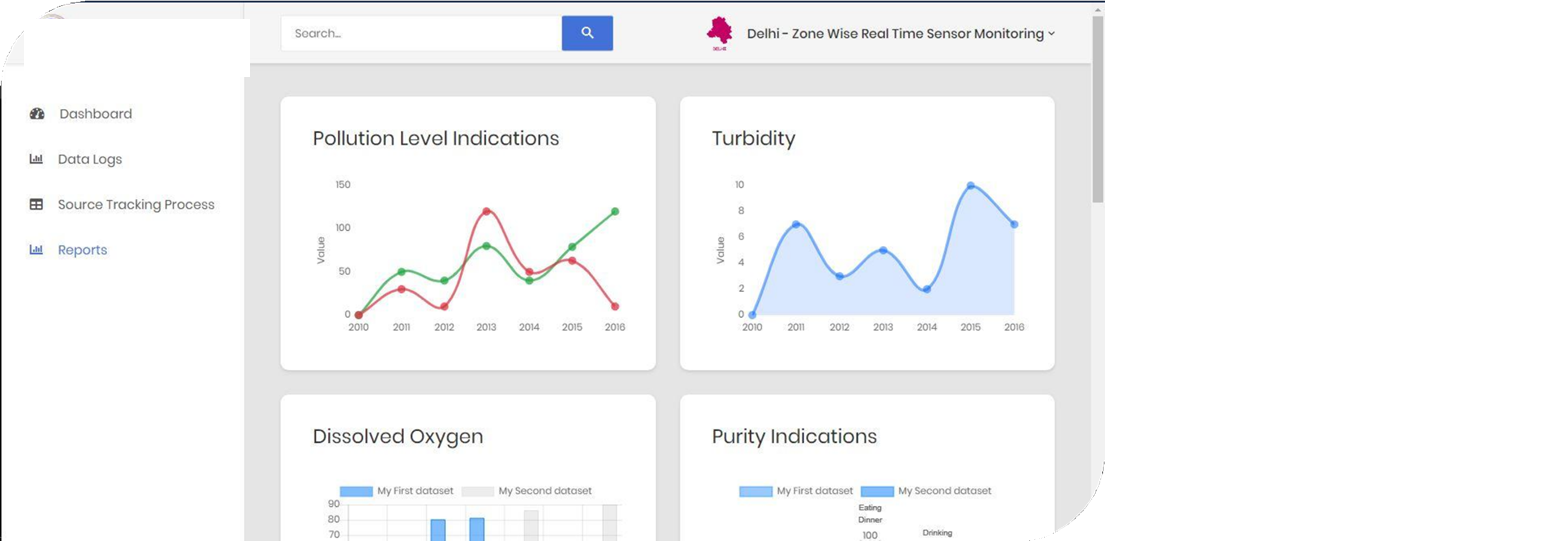 Search...
DELHI
Delhi - Zone Wise Real Time Sensor Monitoring
Dashboard
Data Logs
Source Tracking Process
Reports
Pollution Level Indications
150
100
50
0
Value
2010 2011 2012 2013 2014 2015 2016
Turbidity
10
8
6
4
2
0
Value
2010 2011 2012 2013 2014 2015 2016
Dissolved Oxygen
My First dataset My Second dataset
90
80
70
Purity Indications
My First dataset My Second dataset
Eating
Dinner
100
Drinking